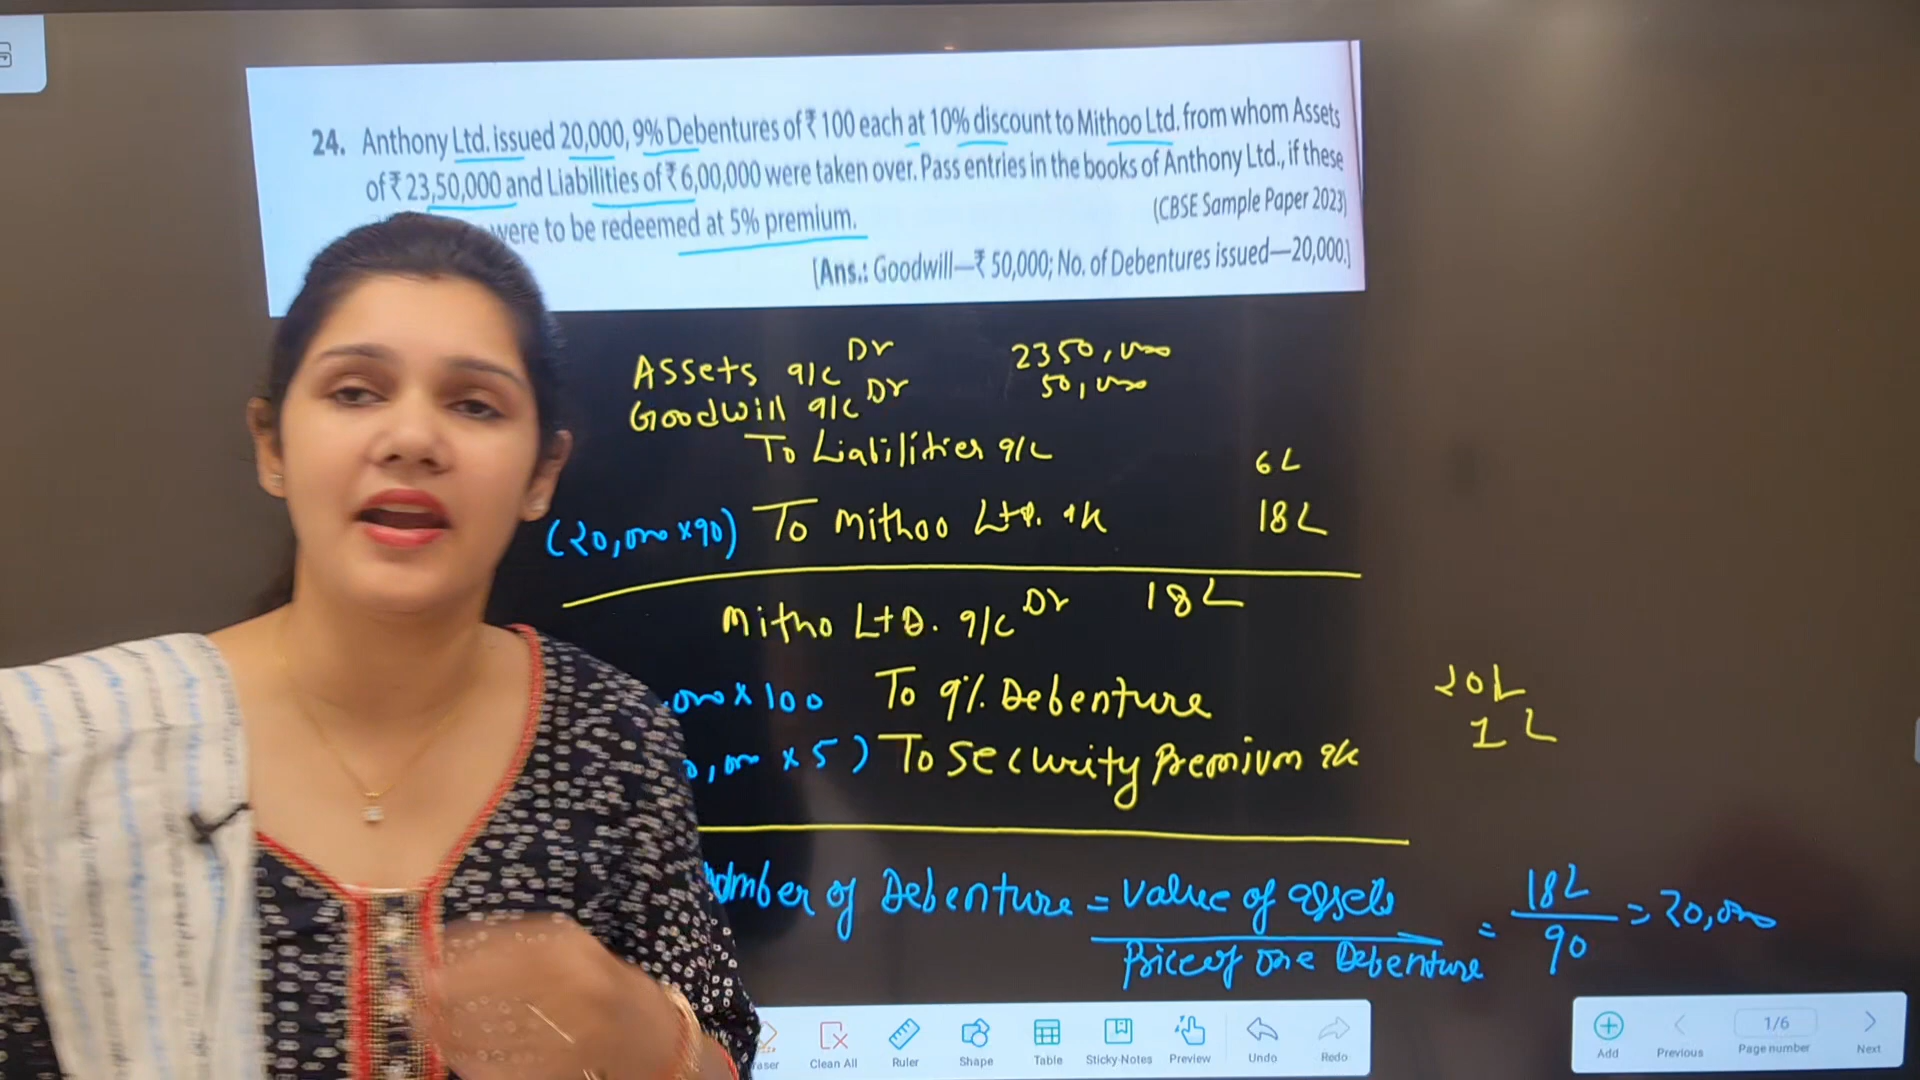 24. Anthony Ltd. issued 20,000, 9% Debentures of ₹ 100 each at 10% discount to Mithoo Ltd. from whom Assets
of ₹ 23,50,000 and Liabilities of ₹ 6,00,000 were taken over. Pass entries in the books of Anthony Ltd., if these
were to be redeemed at 5% premium. (CBSE Sample Paper 2023)
[Ans.: Goodwill—₹ 50,000; No. of Debentures issued—20,000.]
Assets a/c Dr 2350,000
Goodwill a/c Dr 50,000
To Liabilities a/c 6L
(20,000×90) To Mithoo Ltd. a/c 18L
Mitho LtD. a/c Dr 18L
×100 To 9% Debenture 20L
×5) To Security Premium a/c 1L
Number of Debenture = Value of assets = 18L = 20,000
Price of one Debenture 90
Clean All Ruler Shape Table Sticky-Notes Preview Undo Redo
Add Previous 1/6 Page number Next